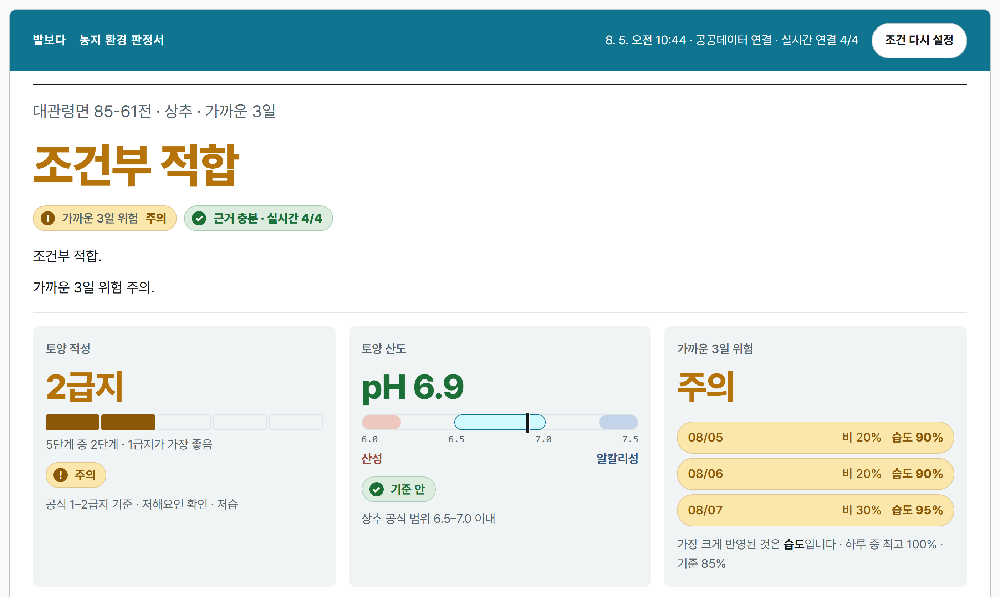 밭보다 농지 환경 판정서
8. 5. 오전 10:44 · 공공데이터 연결 · 실시간 연결 4/4
조건 다시 설정
대관령면 85-61전 · 상추 · 가까운 3일
조건부 적합
! 가까운 3일 위험 주의
근거 충분 · 실시간 4/4
조건부 적합.
가까운 3일 위험 주의.
토양 적성
2급지
5단계 중 2단계 · 1급지가 가장 좋음
! 주의
공식 1–2급지 기준 · 저해요인 확인 · 저습
토양 산도
pH 6.9
6.0 6.5 7.0 7.5
산성 알칼리성
기준 안
상추 공식 범위 6.5–7.0 이내
가까운 3일 위험
주의
08/05 비 20% 습도 90%
08/06 비 20% 습도 90%
08/07 비 30% 습도 95%
가장 크게 반영된 것은 습도입니다 · 하루 중 최고 100% ·
기준 85%